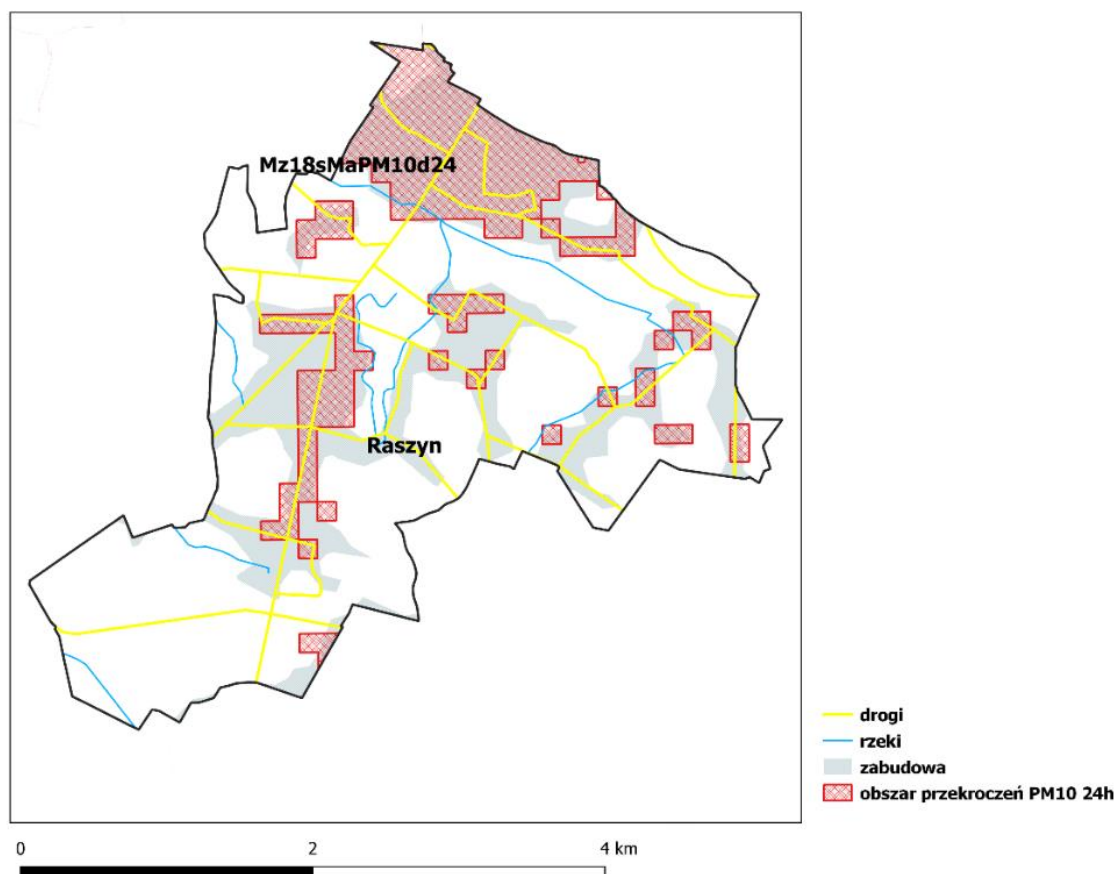 Mz18sMaPM10d24
Raszyn
drogi
rzeki
zabudowa
obszar przekroczeń PM10 24h
0 2 4 km